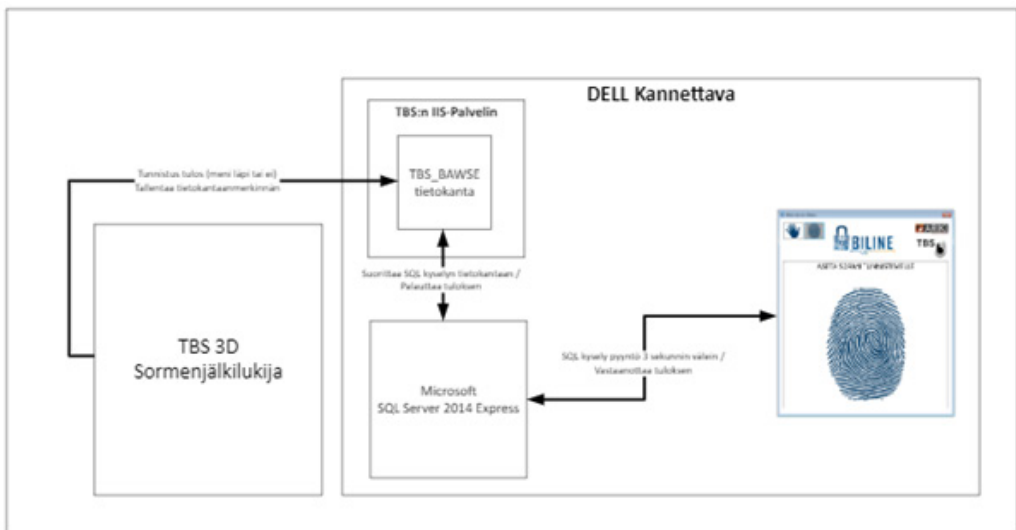 DELL Kannettava
TBS:n IIS-Palvelin
TBS_BAWSE
tietokanta
Tunnistus tulos (meni läpi tai ei)
Tallentaa tietokantaanmerkinnän
TBS 3D
Sormenjälkilukija
Suorittaa SQL kyselyn tietokantaan /
Palauttaa tuloksen
Microsoft
SQL Server 2014 Express
SQL kysely pyyntö 3 sekunnin välein /
Vastaanottaa tuloksen
BILINE
TBS